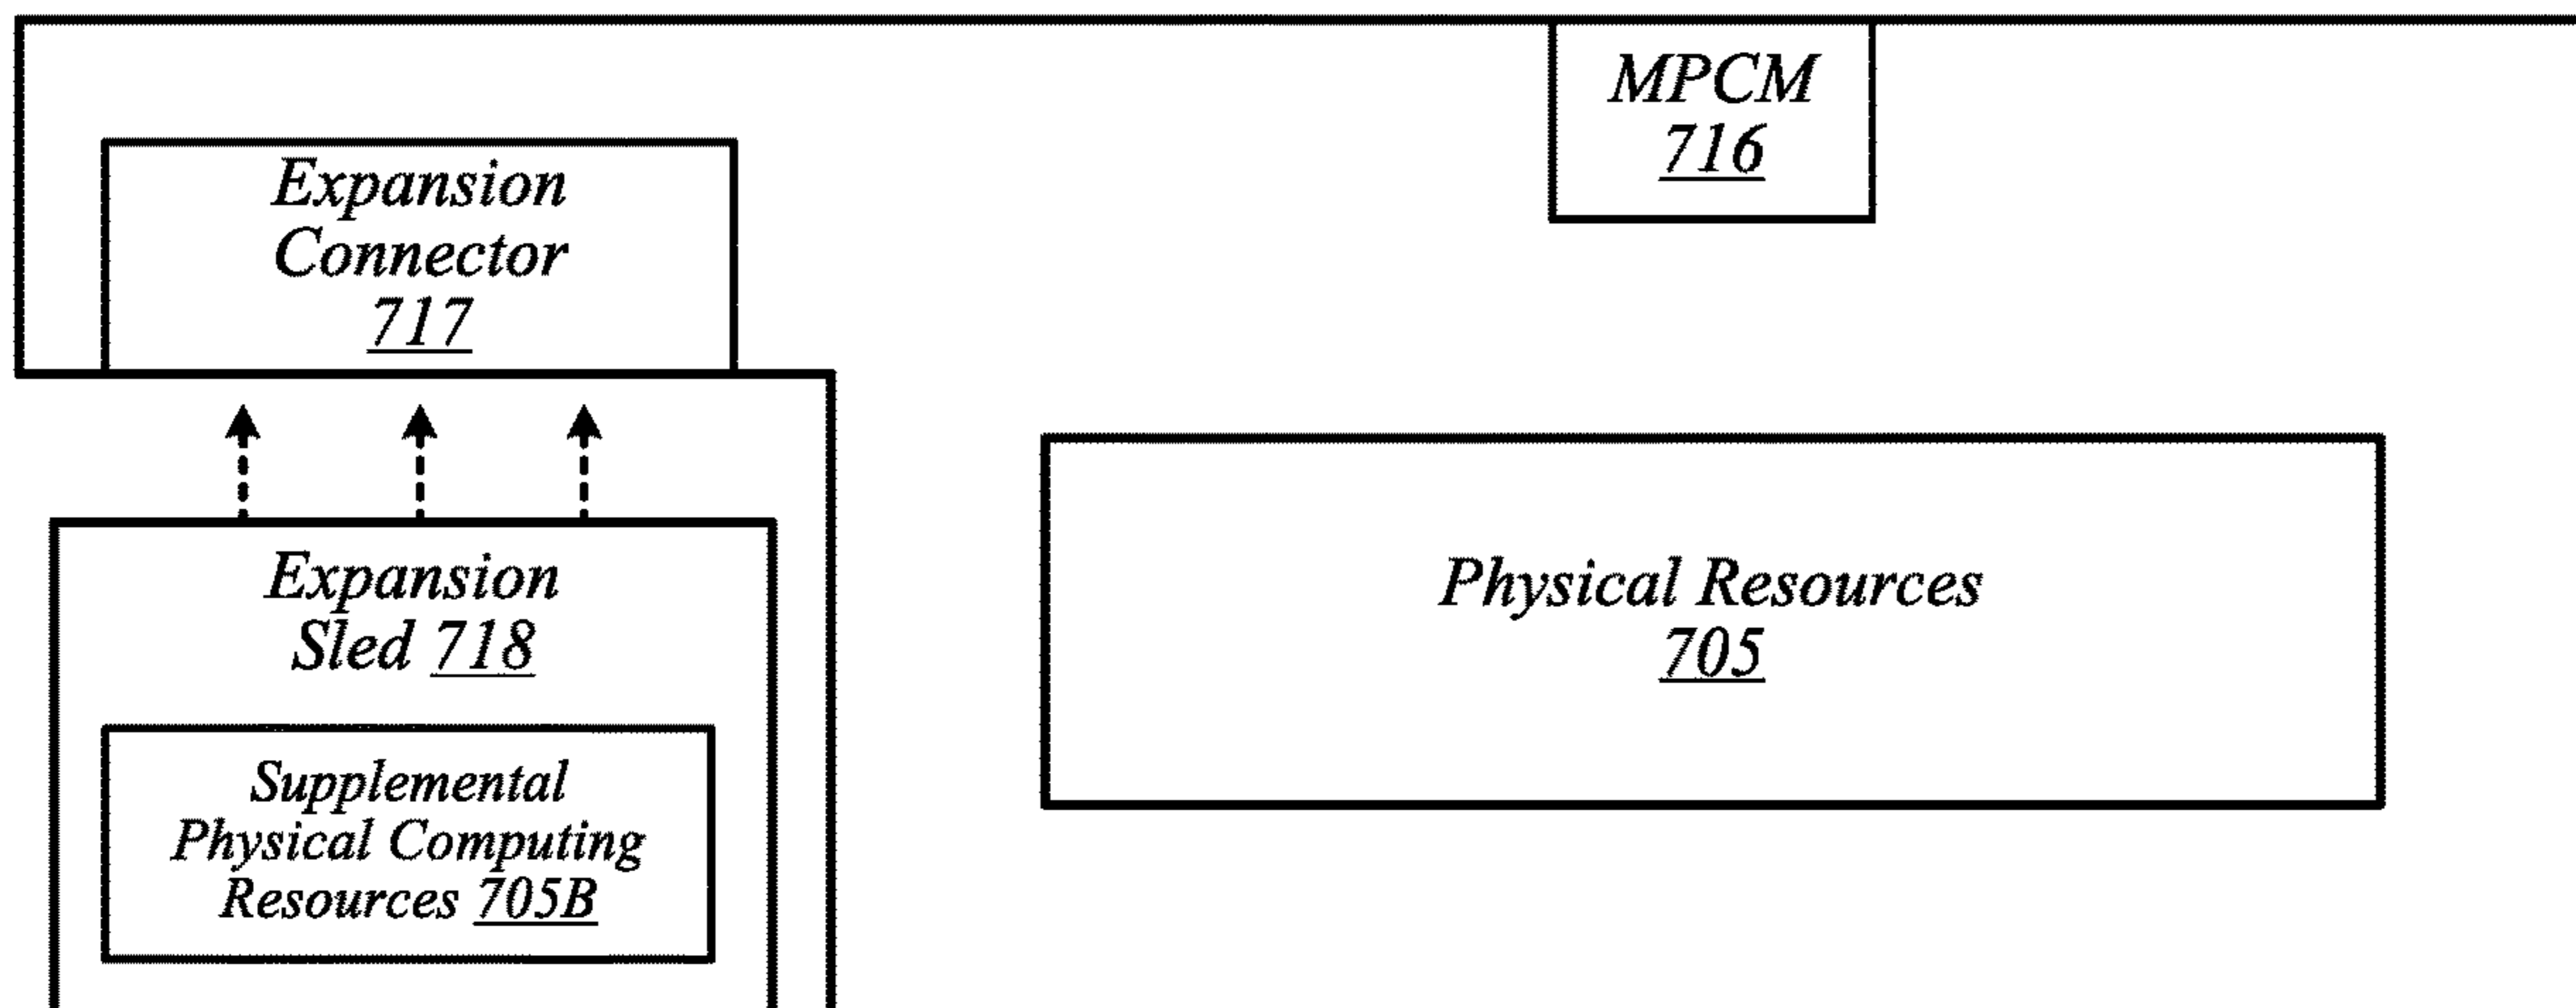 MPCM
716
Expansion
Connector
717
Expansion
Sled 718
Physical Resources
705
Supplemental
Physical Computing
Resources 705B